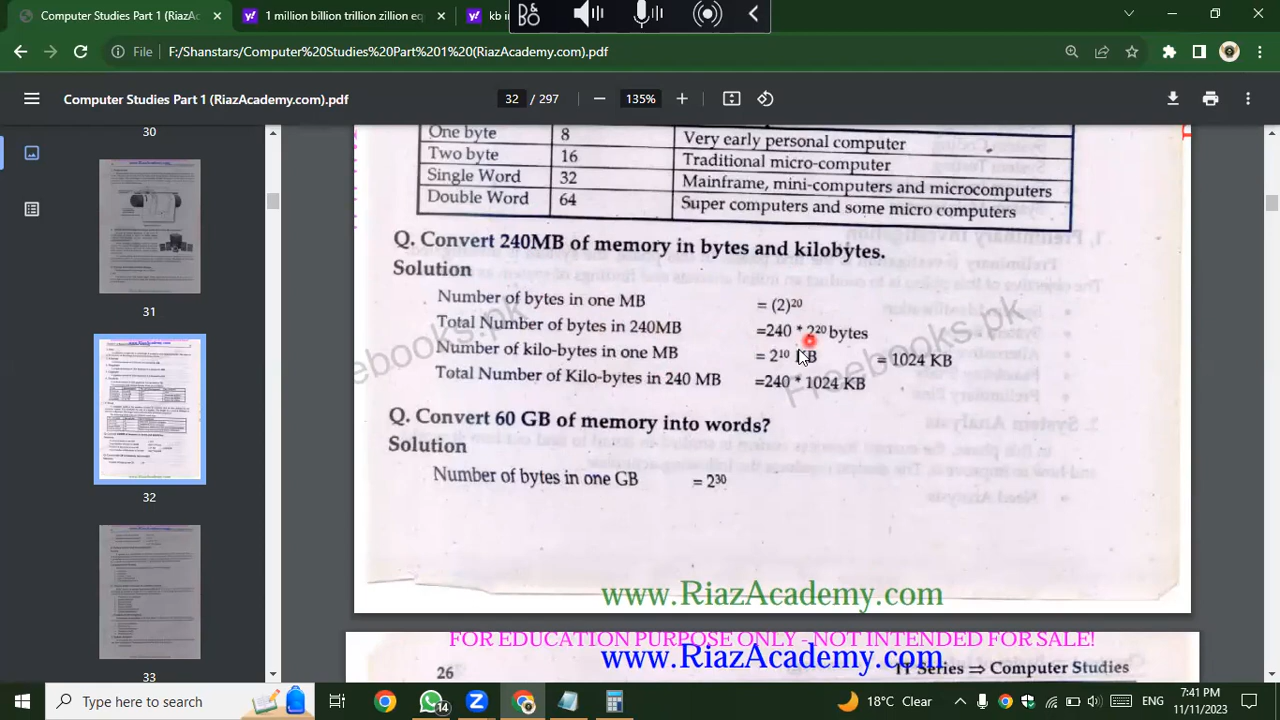 Computer Studies Part 1 (RiazA
1 million billion trillion zillion eq
kb in
File
F:/Shanstars/Computer%20Studies%20Part%201%20(RiazAcademy.com).pdf
Computer Studies Part 1 (RiazAcademy.com).pdf
32 / 297
135%
30
31
32
33
One byte 8 Very early personal computer
Two byte 16 Traditional micro-computer
Single Word 32 Mainframe, mini-computers and microcomputers
Double Word 64 Super computers and some micro computers
Q. Convert 240MB of memory in bytes and kilobytes.
Solution
Number of bytes in one MB = (2)²⁰
Total Number of bytes in 240MB =240 * 2²⁰ bytes
Number of kilo-bytes in one MB = 2¹⁰ KB = 1024 KB
Total Number of Kilo-bytes in 240 MB =240 * 1024 KB
Q. Convert 60 GB of memory into words?
Solution
Number of bytes in one GB = 2³⁰
www.RiazAcademy.com
FOR EDUCATION PURPOSE ONLY - NOT INTENDED FOR SALE!
www.RiazAcademy.com
26 IT Series ⇒ Computer Studies
Type here to search
14
18°C Clear
ENG
7:41 PM
11/11/2023